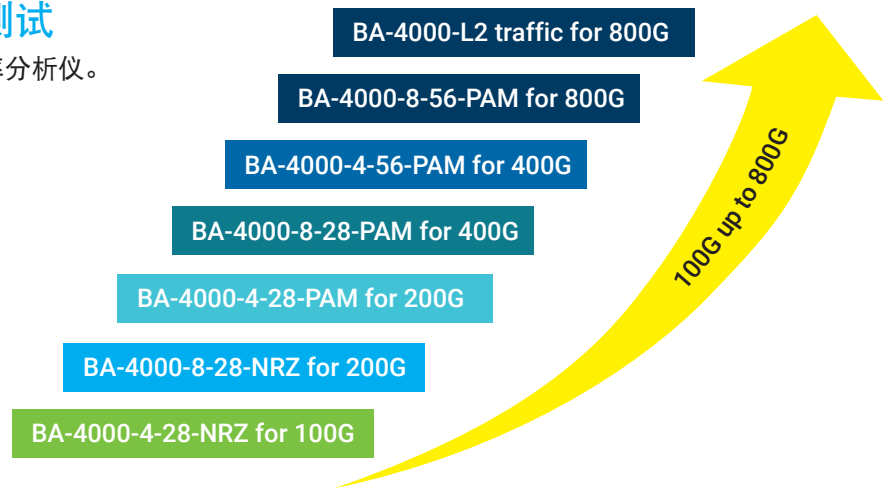 测试
率分析仪。
BA-4000-L2 traffic for 800G
BA-4000-8-56-PAM for 800G
BA-4000-4-56-PAM for 400G
BA-4000-8-28-PAM for 400G
BA-4000-4-28-PAM for 200G
BA-4000-8-28-NRZ for 200G
BA-4000-4-28-NRZ for 100G
100G up to 800G